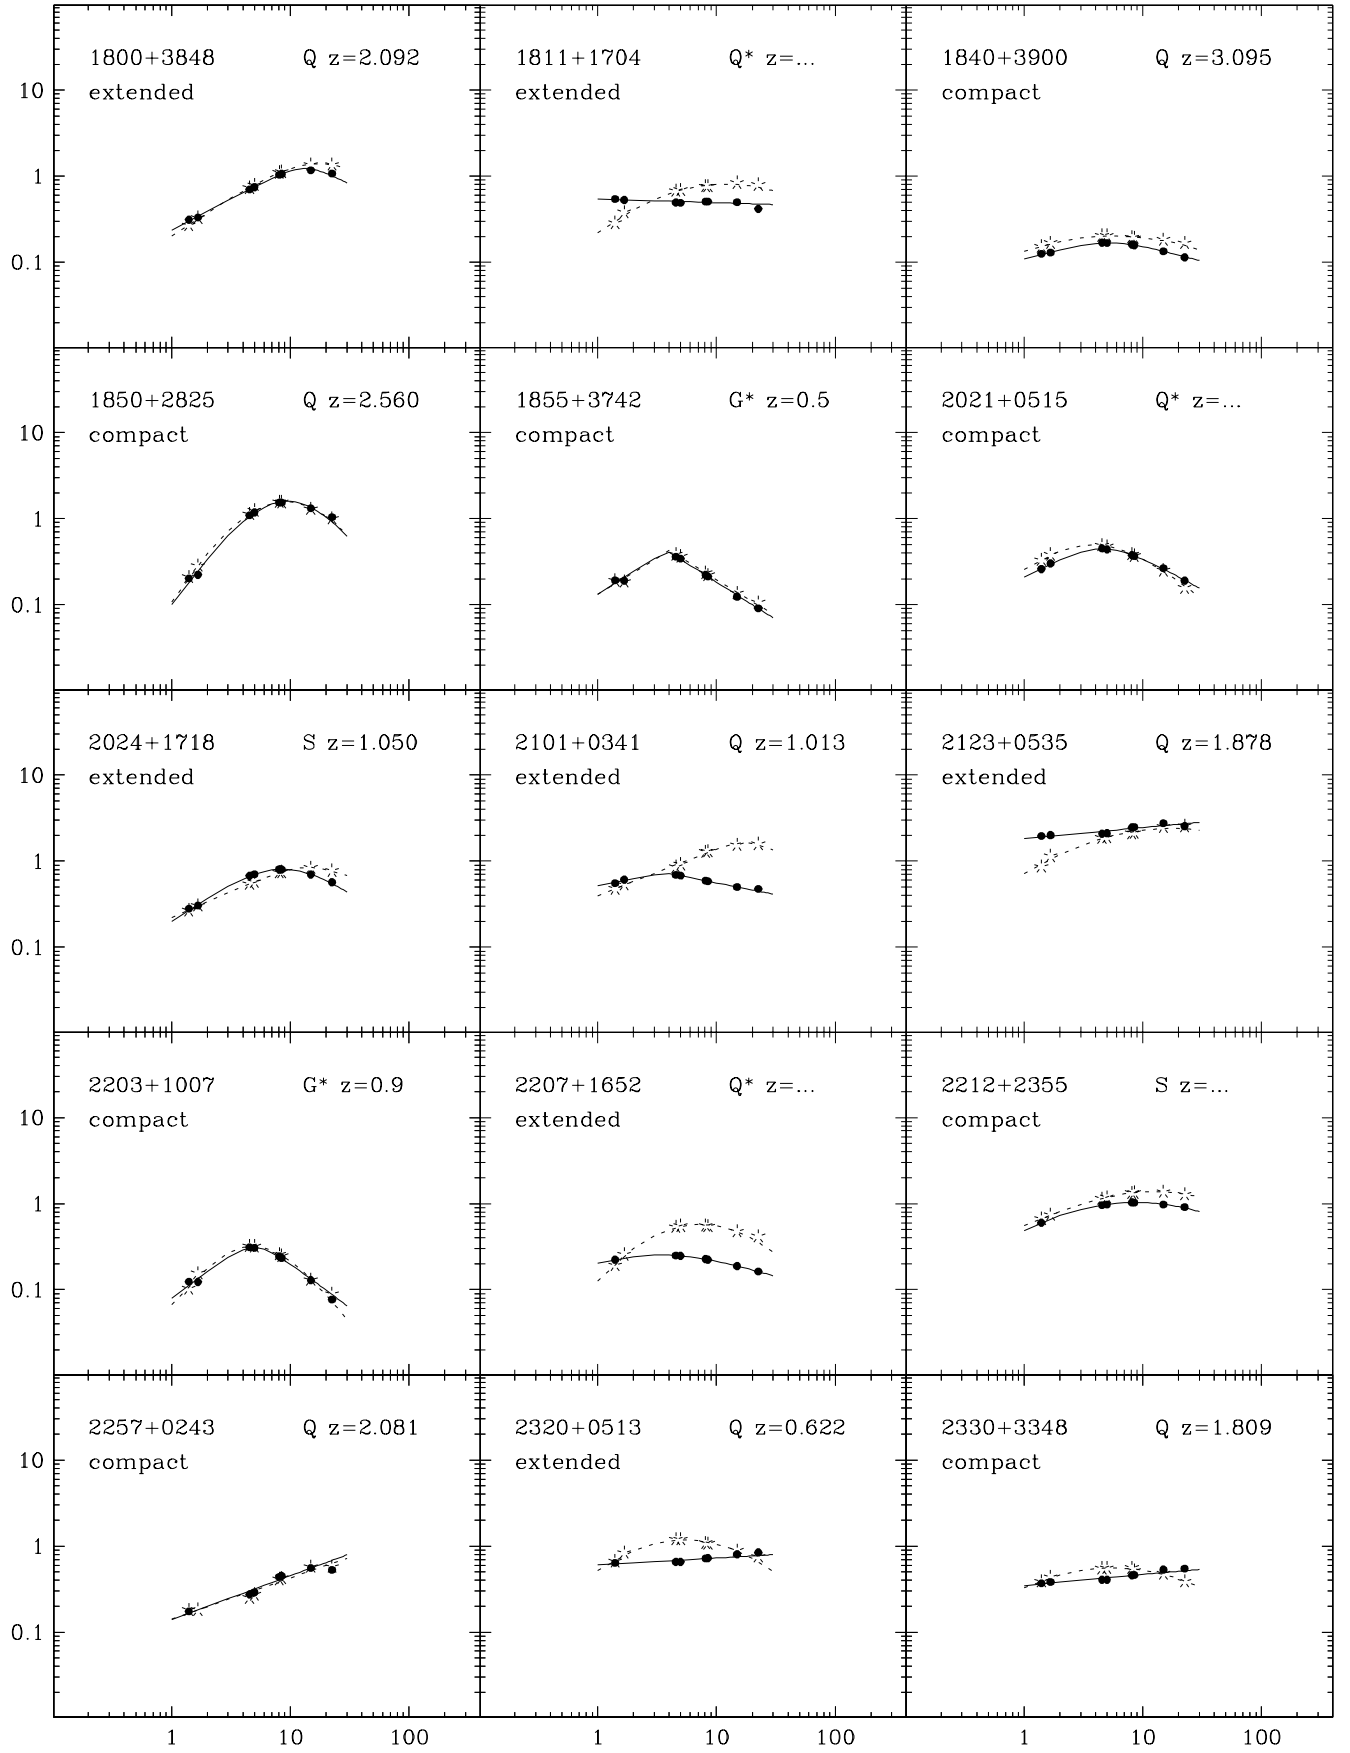 1800+3848 Q z=2.092
extended
1811+1704 Q* z=...
extended
1840+3900 Q z=3.095
compact
10
1
0.1
1850+2825 Q z=2.560
compact
1855+3742 G* z=0.5
compact
2021+0515 Q* z=...
compact
10
1
0.1
2024+1718 S z=1.050
extended
2101+0341 Q z=1.013
extended
2123+0535 Q z=1.878
extended
10
1
0.1
2203+1007 G* z=0.9
compact
2207+1652 Q* z=...
extended
2212+2355 S z=...
compact
10
1
0.1
2257+0243 Q z=2.081
compact
2320+0513 Q z=0.622
extended
2330+3348 Q z=1.809
compact
10
1
0.1
1 10 100 1 10 100 1 10 100